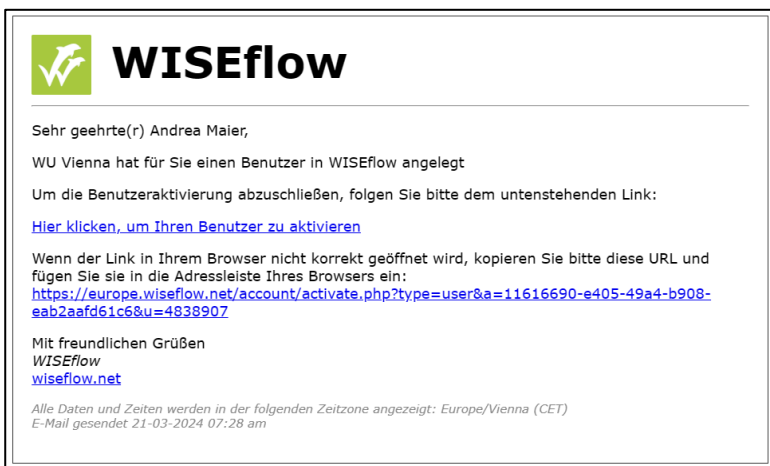 WISEflow
Sehr geehrte(r) Andrea Maier,
WU Vienna hat für Sie einen Benutzer in WISEflow angelegt
Um die Benutzeraktivierung abzuschließen, folgen Sie bitte dem untenstehenden Link:
Hier klicken, um Ihren Benutzer zu aktivieren
Wenn der Link in Ihrem Browser nicht korrekt geöffnet wird, kopieren Sie bitte diese URL und
fügen Sie sie in die Adressleiste Ihres Browsers ein:
https://europe.wiseflow.net/account/activate.php?type=user&a=11616690-e405-49a4-b908-
eab2aafd61c6&u=4838907
Mit freundlichen Grüßen
WISEflow
wiseflow.net
Alle Daten und Zeiten werden in der folgenden Zeitzone angezeigt: Europe/Vienna (CET)
E-Mail gesendet 21-03-2024 07:28 am